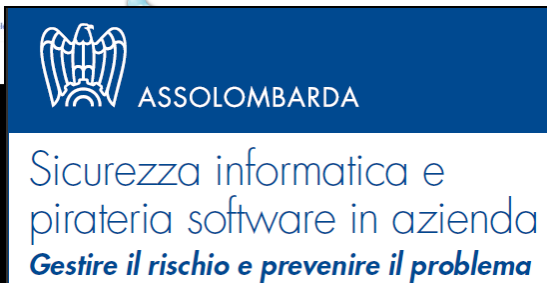 ASSOLOMBARDA
Sicurezza informatica e
pirateria software in azienda
Gestire il rischio e prevenire il problema